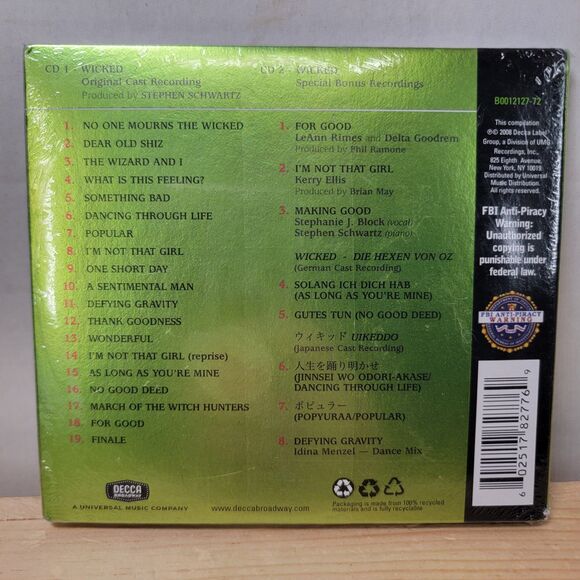 CD 1 - WICKED
Original Cast Recording
Produced by STEPHEN SCHWARTZ
1. NO ONE MOURNS THE WICKED
2. DEAR OLD SHIZ
3. THE WIZARD AND I
4. WHAT IS THIS FEELING?
5. SOMETHING BAD
6. DANCING THROUGH LIFE
7. POPULAR
8. I'M NOT THAT GIRL
9. ONE SHORT DAY
10. A SENTIMENTAL MAN
11. DEFYING GRAVITY
12. THANK GOODNESS
13. WONDERFUL
14. I'M NOT THAT GIRL (reprise)
15. AS LONG AS YOU'RE MINE
16. NO GOOD DEED
17. MARCH OF THE WITCH HUNTERS
18. FOR GOOD
19. FINALE
CD 2 - WICKED
Special Bonus Recordings
1. FOR GOOD
LeAnn Rimes and Delta Goodrem
Produced by Phil Ramone
2. I'M NOT THAT GIRL
Kerry Ellis
Produced by Brian May
3. MAKING GOOD
Stephanie J. Block (vocal)
Stephen Schwartz (piano)
WICKED - DIE HEXEN VON OZ
(German Cast Recording)
4. SOLANG ICH DICH HAB
(AS LONG AS YOU'RE MINE)
5. GUTES TUN (NO GOOD DEED)
ウィキッド UIKEDDO
(Japanese Cast Recording)
6. 人生を踊り明かせ
(JINNSEI WO ODORI-AKASE/
DANCING THROUGH LIFE)
7. ポピュラー
(POPYURAA/POPULAR)
8. DEFYING GRAVITY
Idina Menzel — Dance Mix
B0012127-72
This compilation
℗© 2008 Decca Label
Group, a Division of UMG
Recordings, Inc.,
825 Eighth Avenue,
New York, NY 10019.
Distributed by Universal
Music Distribution.
All rights reserved.
FBI Anti-Piracy
Warning:
Unauthorized
copying is
punishable under
federal law.
FBI ANTI-PIRACY
WARNING
6 02517 82776 9
DECCA
BROADWAY
A UNIVERSAL MUSIC COMPANY
www.deccabroadway.com
Packaging is made from 100% recycled
materials and is fully recyclable